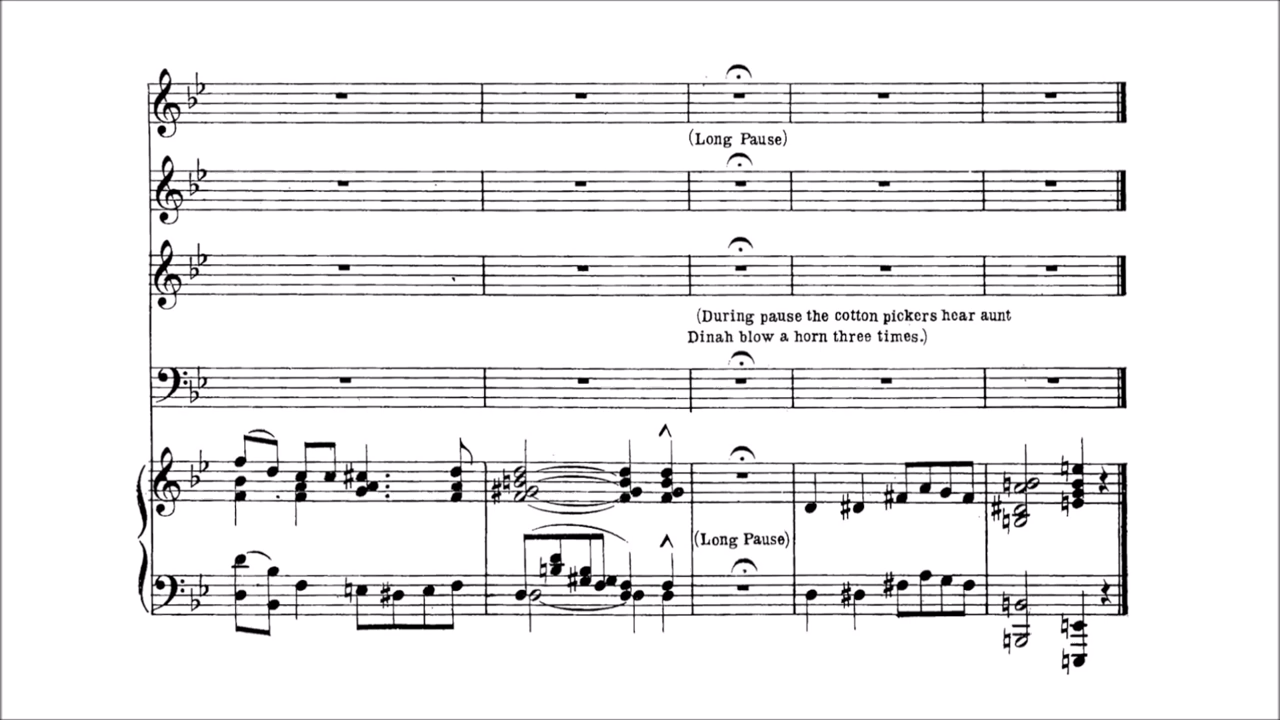 (Long Pause)
(During pause the cotton pickers hear aunt
Dinah blow a horn three times.)
(Long Pause)